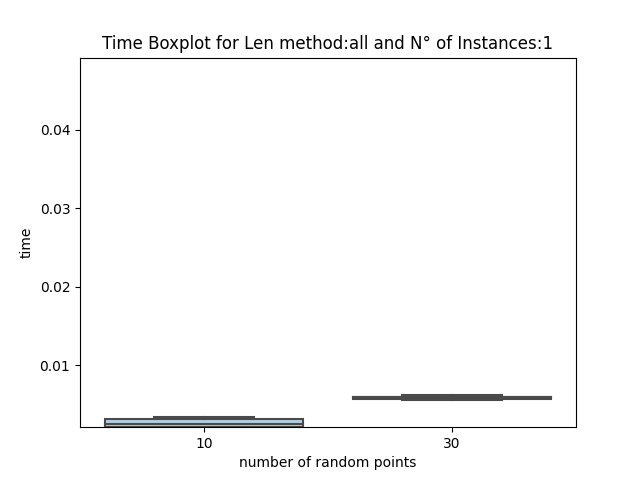 Time Boxplot for Len method:all and N° of Instances:1
0.04
0.03
0.02
0.01
time
10
30
number of random points